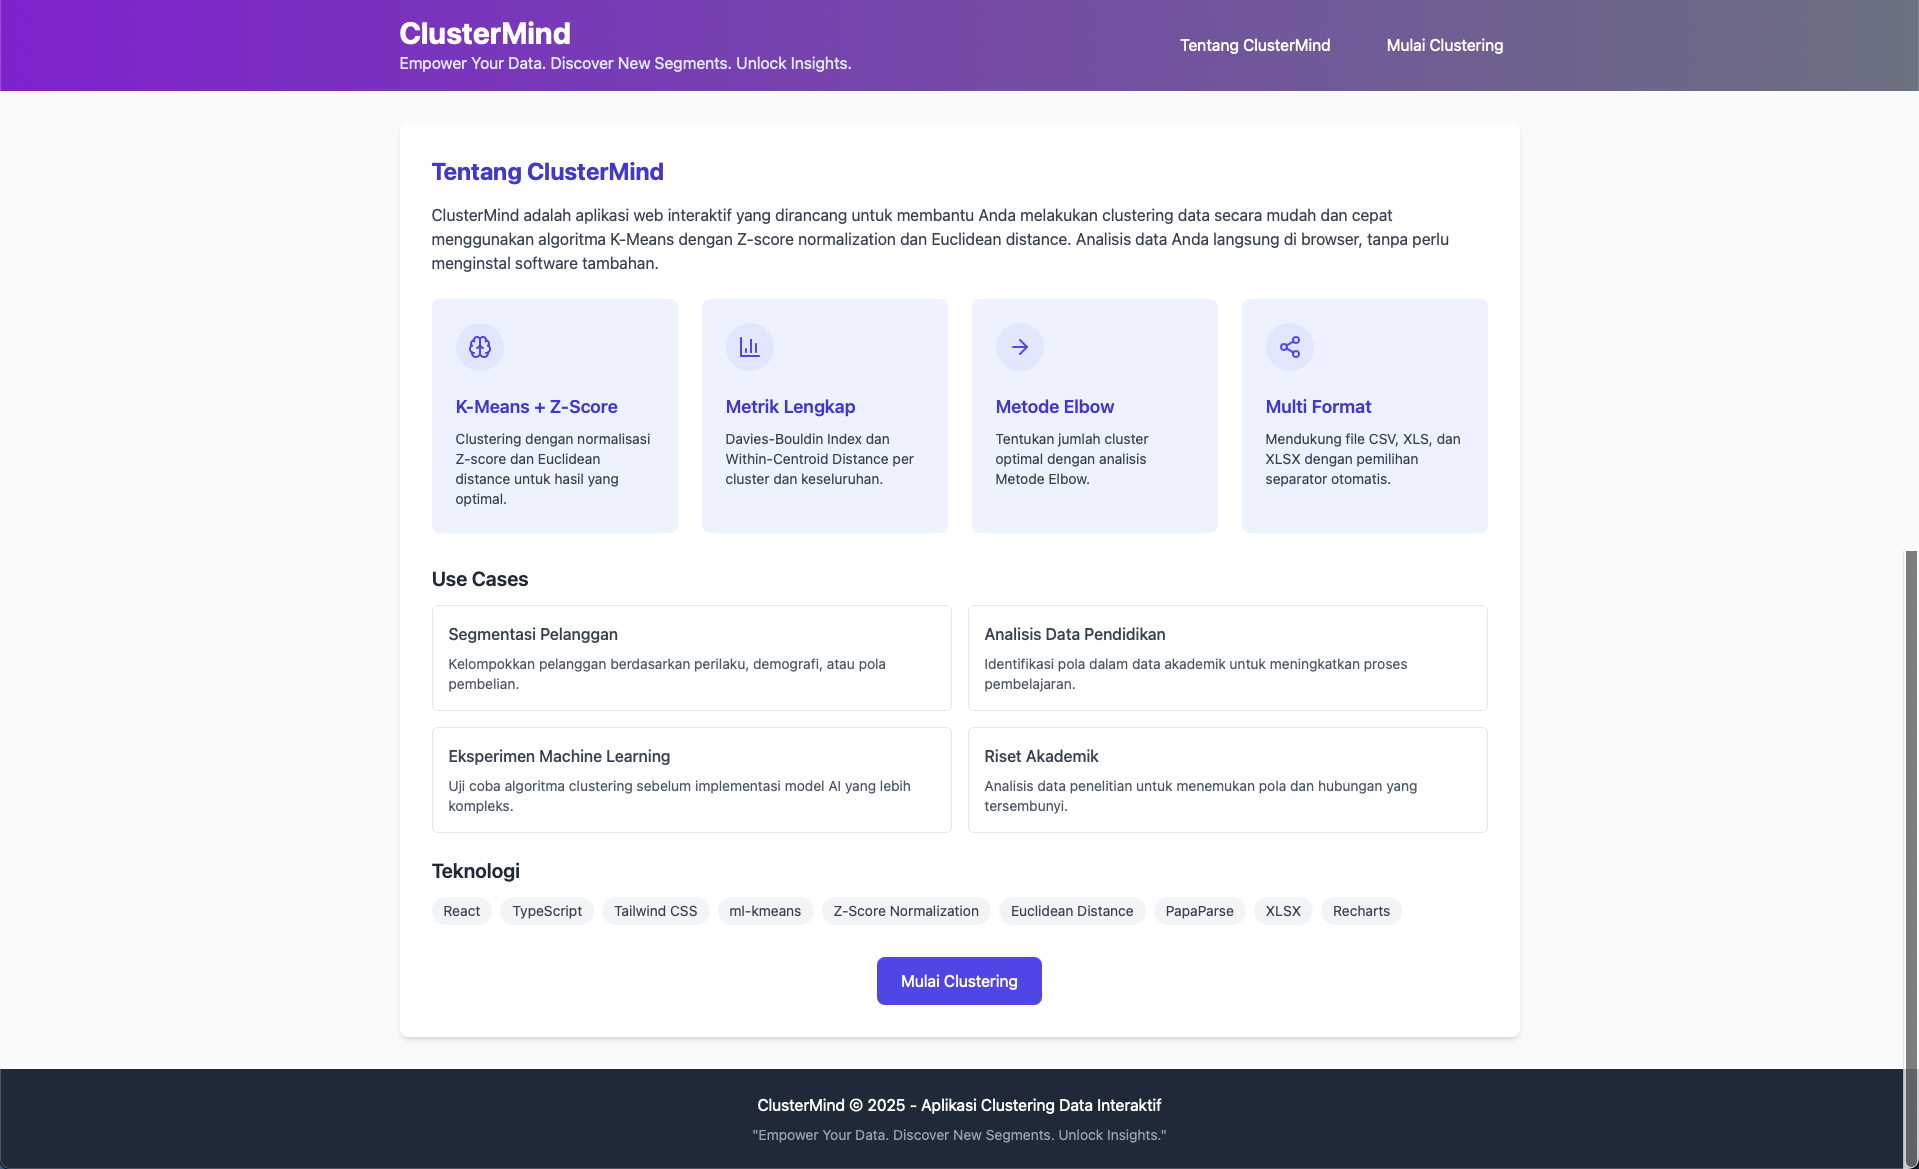 ClusterMind
Empower Your Data. Discover New Segments. Unlock Insights.
Tentang ClusterMind
Mulai Clustering
Tentang ClusterMind
ClusterMind adalah aplikasi web interaktif yang dirancang untuk membantu Anda melakukan clustering data secara mudah dan cepat
menggunakan algoritma K-Means dengan Z-score normalization dan Euclidean distance. Analisis data Anda langsung di browser, tanpa perlu
menginstal software tambahan.
K-Means + Z-Score
Clustering dengan normalisasi
Z-score dan Euclidean
distance untuk hasil yang
optimal.
Metrik Lengkap
Davies-Bouldin Index dan
Within-Centroid Distance per
cluster dan keseluruhan.
Metode Elbow
Tentukan jumlah cluster
optimal dengan analisis
Metode Elbow.
Multi Format
Mendukung file CSV, XLS, dan
XLSX dengan pemilihan
separator otomatis.
Use Cases
Segmentasi Pelanggan
Kelompokkan pelanggan berdasarkan perilaku, demografi, atau pola
pembelian.
Analisis Data Pendidikan
Identifikasi pola dalam data akademik untuk meningkatkan proses
pembelajaran.
Eksperimen Machine Learning
Uji coba algoritma clustering sebelum implementasi model AI yang lebih
kompleks.
Riset Akademik
Analisis data penelitian untuk menemukan pola dan hubungan yang
tersembunyi.
Teknologi
React
TypeScript
Tailwind CSS
ml-kmeans
Z-Score Normalization
Euclidean Distance
PapaParse
XLSX
Recharts
Mulai Clustering
ClusterMind © 2025 - Aplikasi Clustering Data Interaktif
"Empower Your Data. Discover New Segments. Unlock Insights."